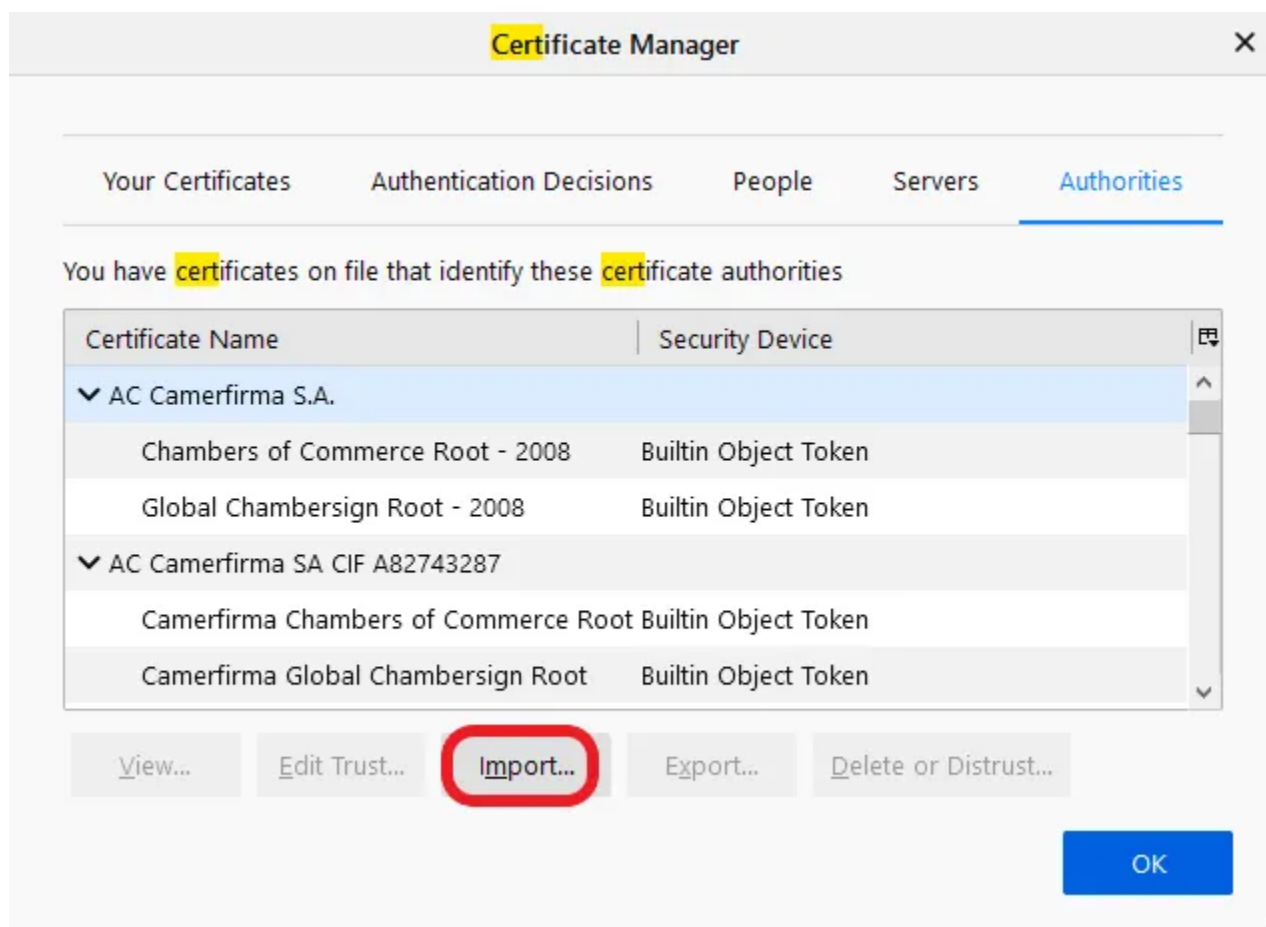 Certificate Manager
Your Certificates Authentication Decisions People Servers Authorities
You have certificates on file that identify these certificate authorities
Certificate Name Security Device
AC Camerfirma S.A.
Chambers of Commerce Root - 2008 Builtin Object Token
Global Chambersign Root - 2008 Builtin Object Token
AC Camerfirma SA CIF A82743287
Camerfirma Chambers of Commerce Root Builtin Object Token
Camerfirma Global Chambersign Root Builtin Object Token
View... Edit Trust... Import... Export... Delete or Distrust...
OK